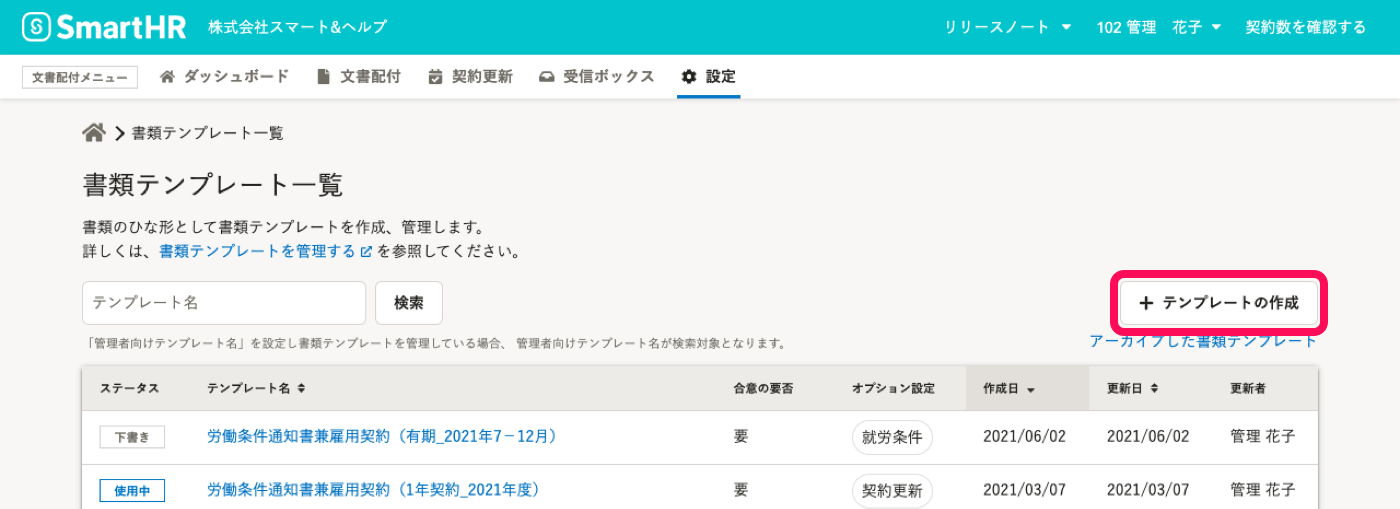 SmartHR 株式会社スマート&ヘルプ リリースノート 102 管理 花子 契約数を確認する
文書配付メニュー ダッシュボード 文書配付 契約更新 受信ボックス 設定
書類テンプレート一覧
書類テンプレート一覧
書類のひな形として書類テンプレートを作成、管理します。
詳しくは、書類テンプレートを管理する を参照してください。
テンプレート名 検索 + テンプレートの作成
「管理者向けテンプレート名」を設定し書類テンプレートを管理している場合、 管理者向けテンプレート名が検索対象となります。
アーカイブした書類テンプレート
ステータス テンプレート名 合意の要否 オプション設定 作成日 更新日 更新者
下書き 労働条件通知書兼雇用契約（有期_2021年7−12月） 要 就労条件 2021/06/02 2021/06/02 管理 花子
使用中 労働条件通知書兼雇用契約（1年契約_2021年度） 要 契約更新 2021/03/07 2021/03/07 管理 花子